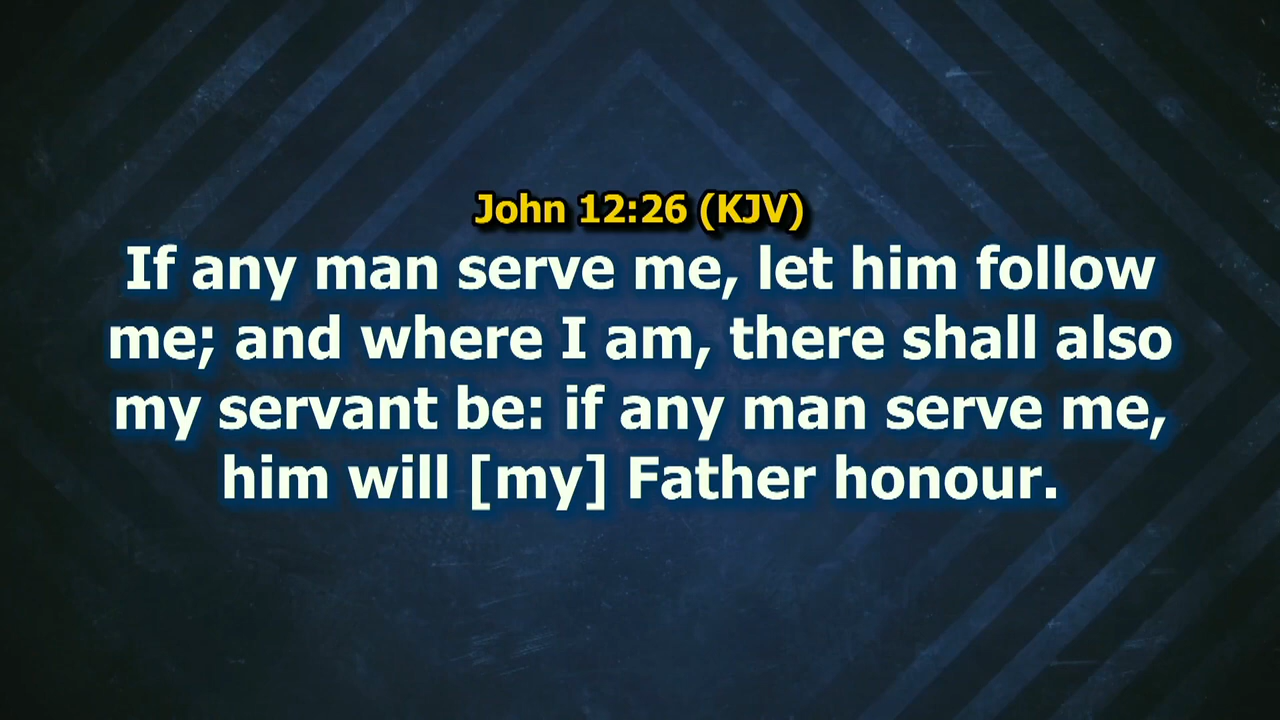 John 12:26 (KJV)
If any man serve me, let him follow
me; and where I am, there shall also
my servant be: if any man serve me,
him will [my] Father honour.